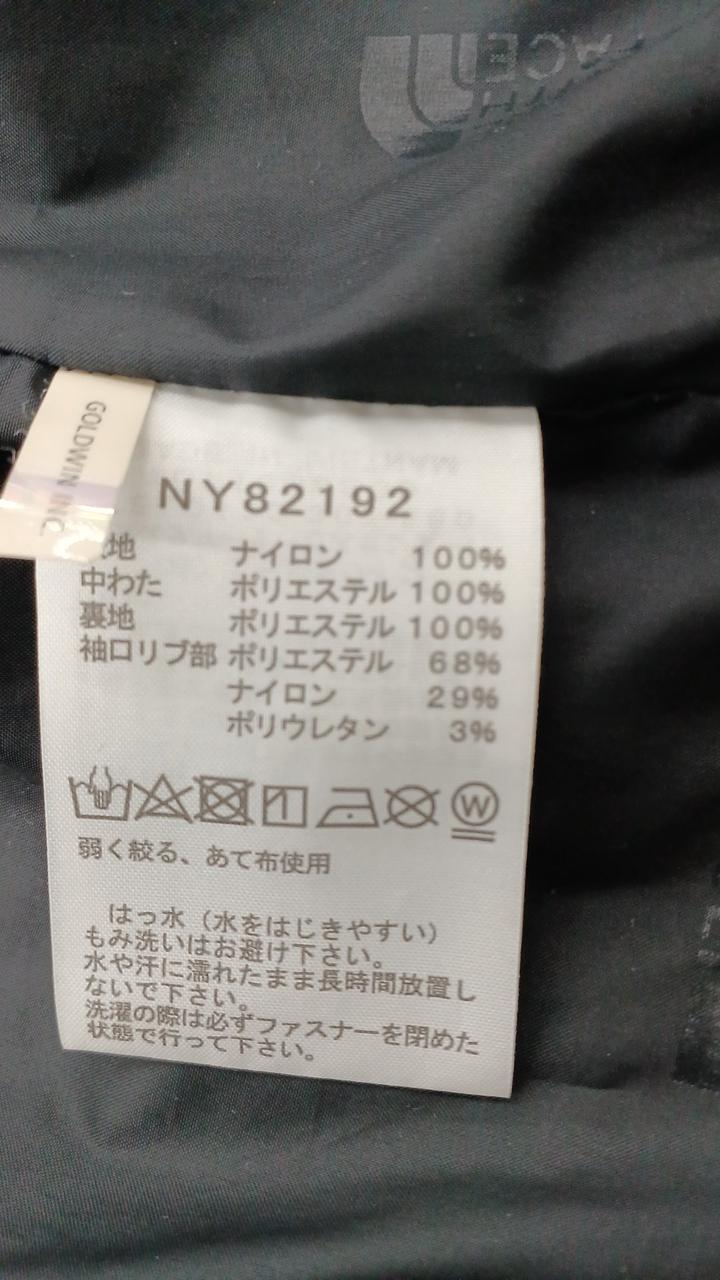 ACE
GOLDWIN INC.
NY82192
地 ナイロン 100%
中わた ポリエステル 100%
裏地 ポリエステル 100%
袖口リブ部 ポリエステル 68%
ナイロン 29%
ポリウレタン 3%
W
弱く絞る、あて布使用
はっ水（水をはじきやすい）
もみ洗いはお避け下さい。
水や汗に濡れたまま長時間放置し
ないで下さい。
洗濯の際は必ずファスナーを閉めた
状態で行って下さい。